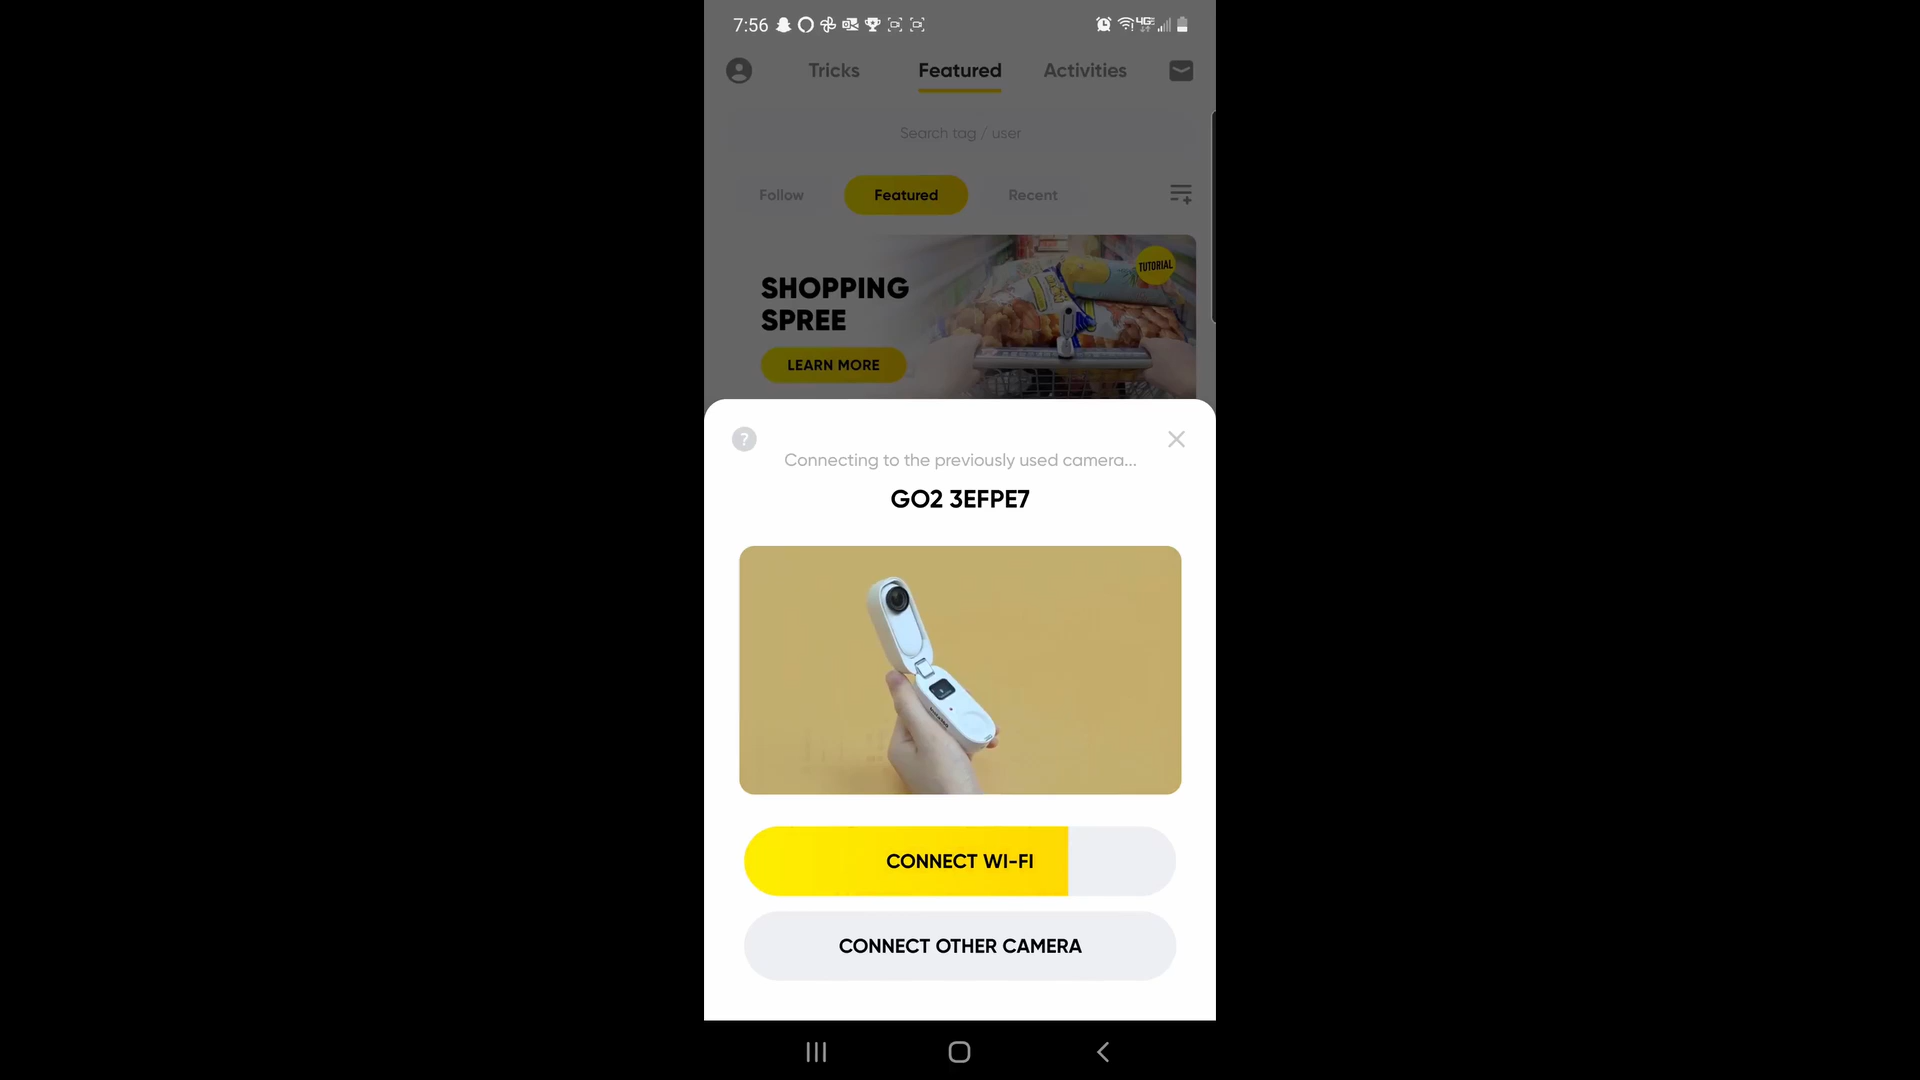 7:56
4GE
Tricks Featured Activities
Search tag / user
Follow Featured Recent
TUTORIAL
SHOPPING
SPREE
LEARN MORE
?
Connecting to the previously used camera...
GO2 3EFPE7
CONNECT WI-FI
CONNECT OTHER CAMERA